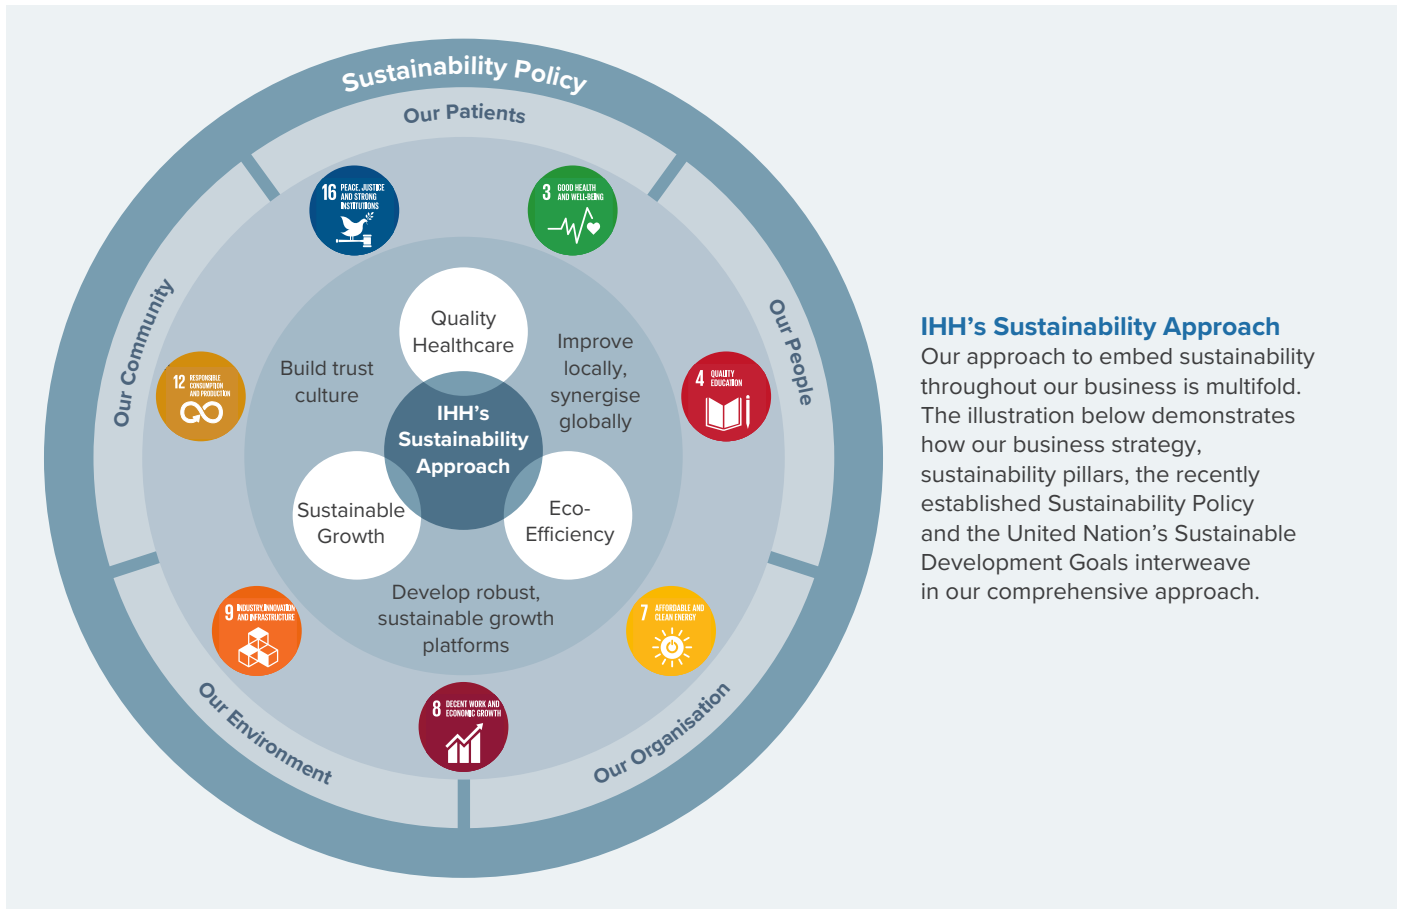 Sustainability Policy
Our Patients
16 PEACE, JUSTICE
AND STRONG
INSTITUTIONS
3 GOOD HEALTH
AND WELL-BEING
Our Community
Our People
Quality
Healthcare
Build trust
culture
Improve
locally,
synergise
globally
12 RESPONSIBLE
CONSUMPTION
AND PRODUCTION
4 QUALITY
EDUCATION
IHH's
Sustainability
Approach
Sustainable
Growth
Eco-
Efficiency
Develop robust,
sustainable growth
platforms
9 INDUSTRY, INNOVATION
AND INFRASTRUCTURE
7 AFFORDABLE AND
CLEAN ENERGY
8 DECENT WORK AND
ECONOMIC GROWTH
Our Environment
Our Organisation
IHH's Sustainability Approach
Our approach to embed sustainability
throughout our business is multifold.
The illustration below demonstrates
how our business strategy,
sustainability pillars, the recently
established Sustainability Policy
and the United Nation's Sustainable
Development Goals interweave
in our comprehensive approach.